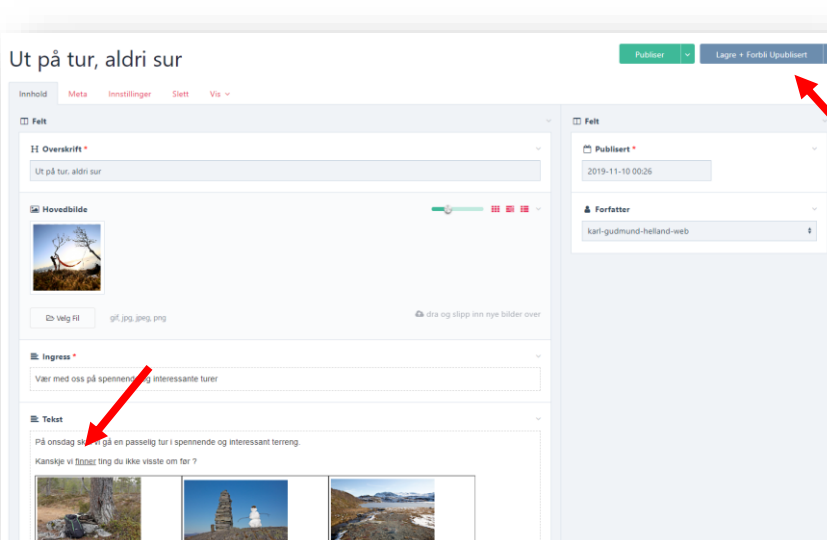 Ut på tur, aldri sur
Publiser
Lagre + Forbli Upublisert
Innhold Meta Innstillinger Slett Vis
Felt
Overskrift *
Ut på tur, aldri sur
Hovedbilde
Velg Fil gif, jpg, jpeg, png
dra og slipp inn nye bilder over
Ingress *
Vær med oss på spennende og interessante turer
Tekst
På onsdag vi gå en passelig tur i spennende og interessant terreng.
Kanskje vi finner ting du ikke visste om før ?
Felt
Publisert *
2019-11-10 00:26
Forfatter
karl-gudmund-helland-web